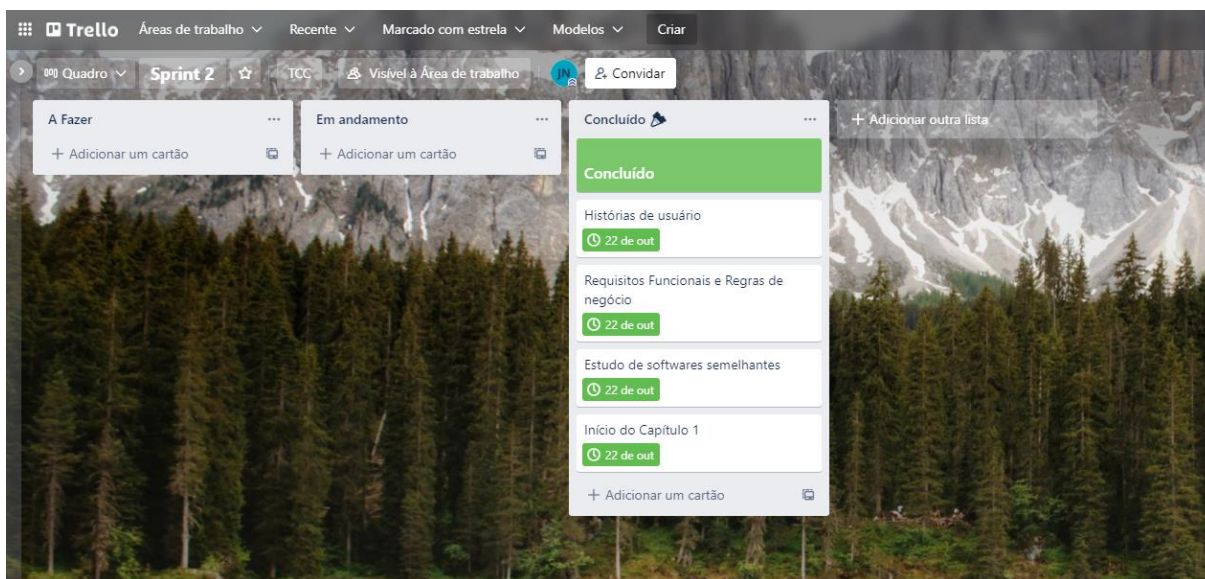 Trello Áreas de trabalho Recente Marcado com estrela Modelos Criar
Quadro Sprint 2 TCC Visível à Área de trabalho JN Convidar
A Fazer
+ Adicionar um cartão
Em andamento
+ Adicionar um cartão
Concluído
Concluído
Histórias de usuário
22 de out
Requisitos Funcionais e Regras de
negócio
22 de out
Estudo de softwares semelhantes
22 de out
Início do Capítulo 1
22 de out
+ Adicionar um cartão
+ Adicionar outra lista